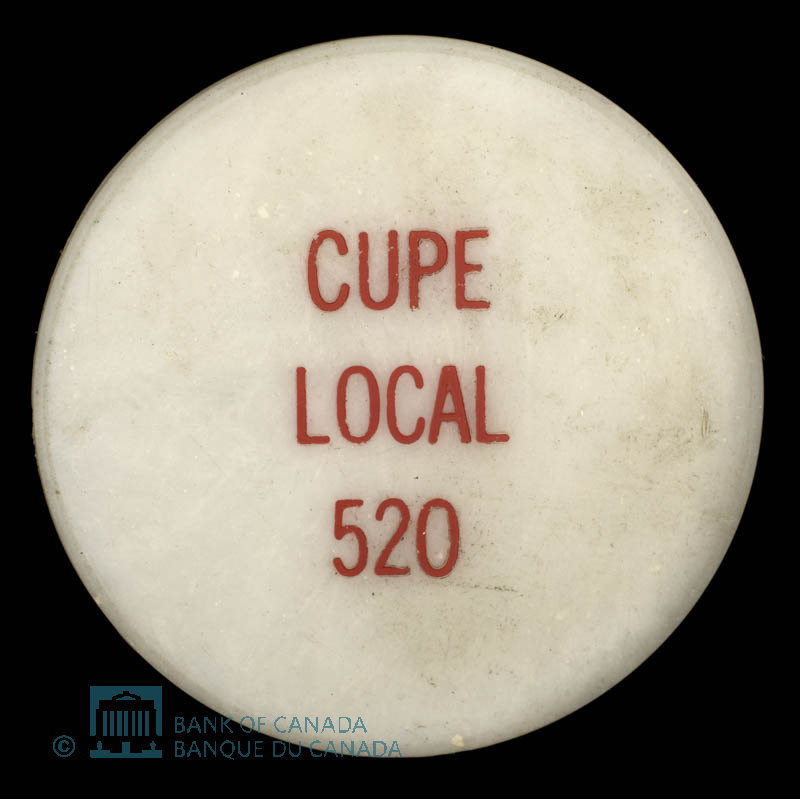 CUPE
LOCAL
520
© BANK OF CANADA
BANQUE DU CANADA